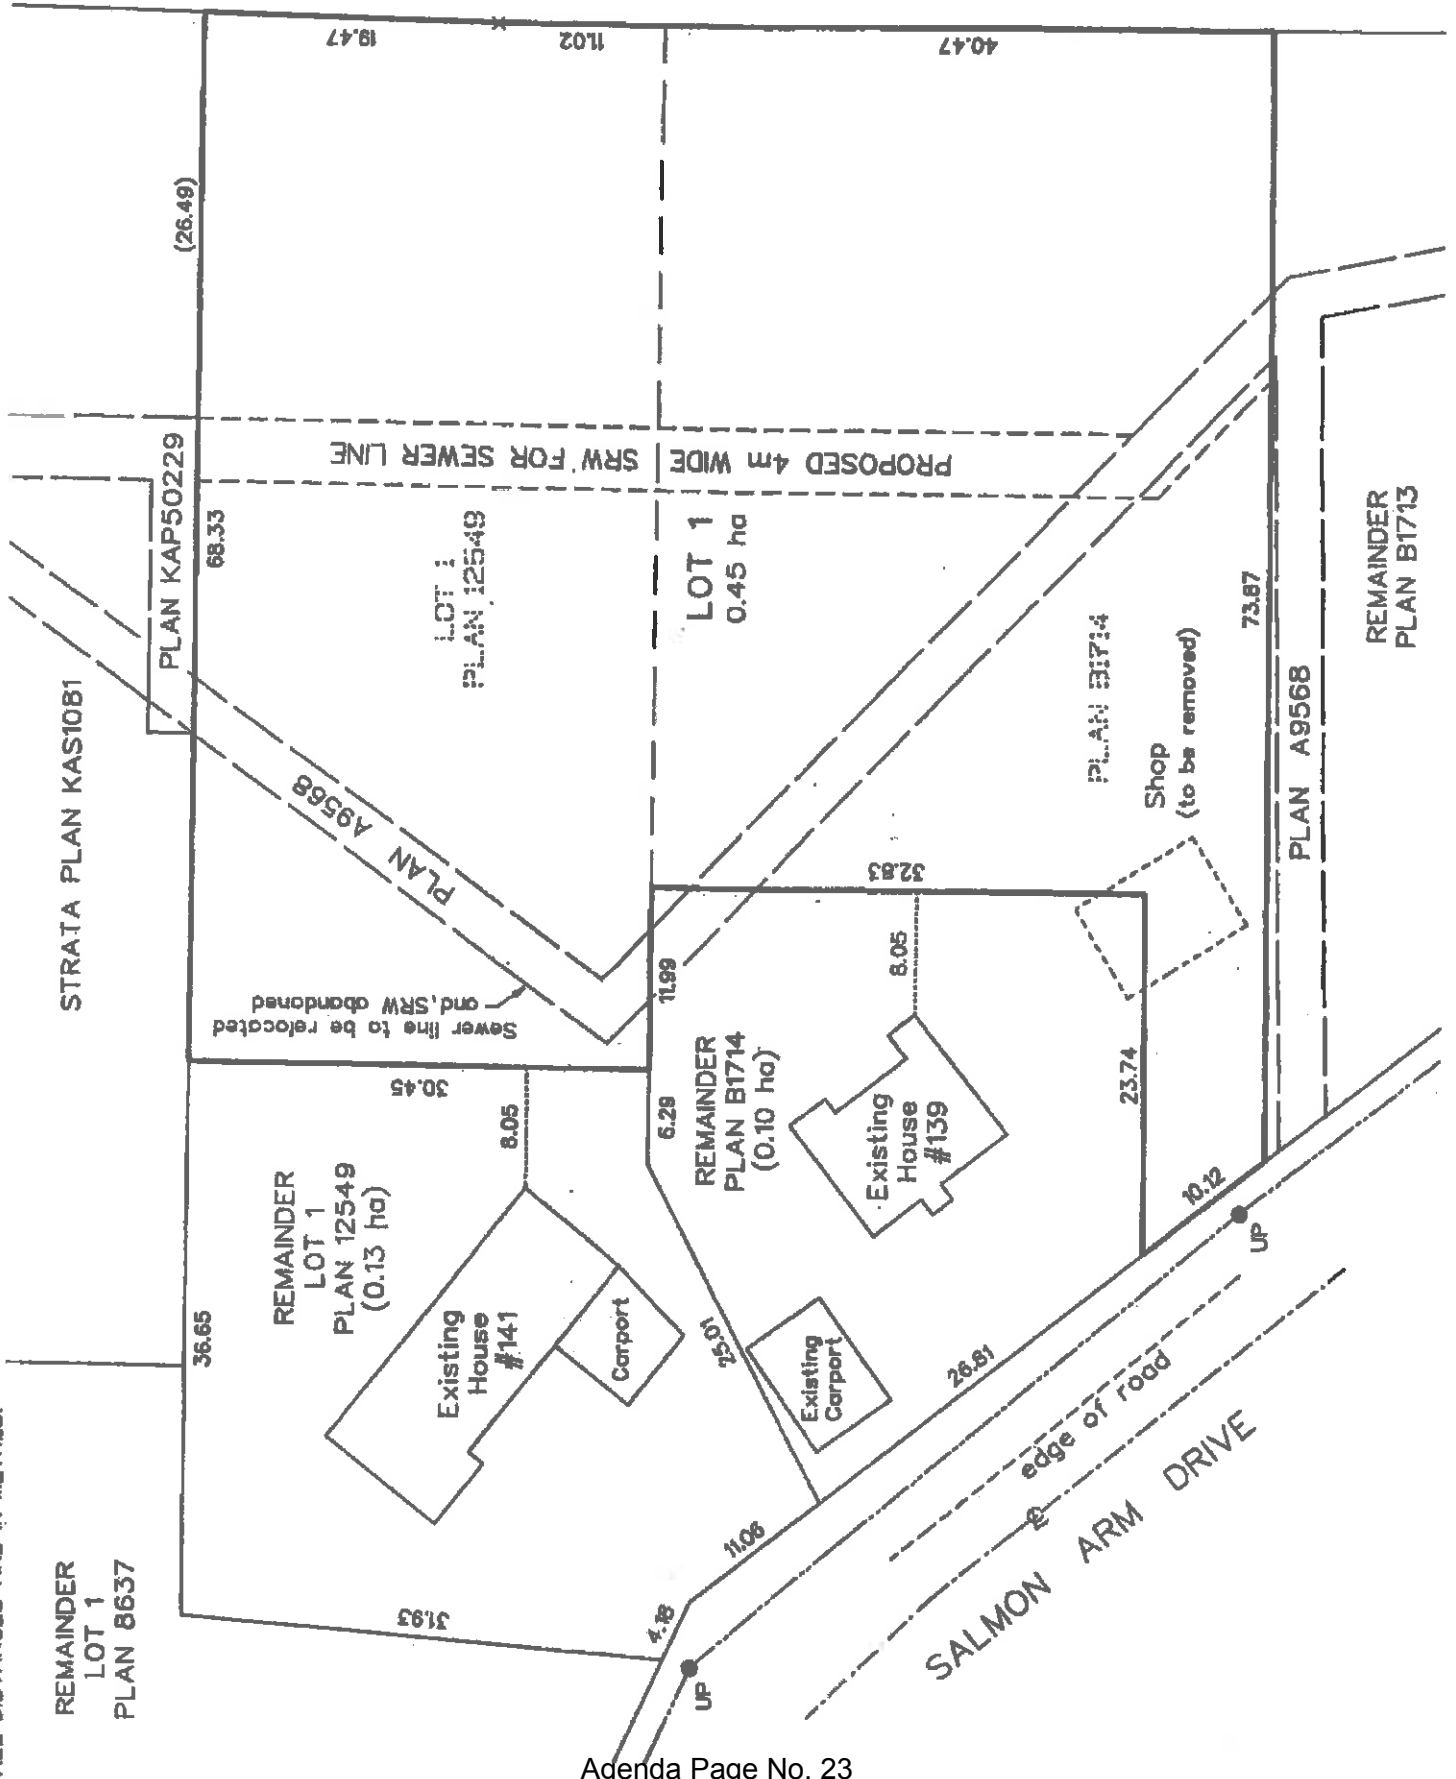 19.47
11.02
40.47
(26.49)
PLAN KAP50229
68.33
PROPOSED 4m WIDE SRW FOR SEWER LINE
LOT 1
PLAN 12549
LOT 1
0.45 ha
REMAINDER
PLAN B1713
73.87
PLAN B1714
Shop
(to be removed)
PLAN A9568
STRATA PLAN KAS1081
PLAN A9568
32.83
8.05
Sewer line to be relocated
and SRW abandoned
11.99
30.45
8.05
6.29
REMAINDER
PLAN B1714
(0.10 ha)
Existing
House
#139
23.74
10.12
UP
REMAINDER
LOT 1
PLAN 12549
(0.13 ha)
36.65
Existing
House
#141
Carport
25.01
Existing
Carport
26.81
edge of road
SALMON ARM DRIVE
11.06
4.18
31.93
UP
REMAINDER
LOT 1
PLAN 8637
Agenda Page No. 23